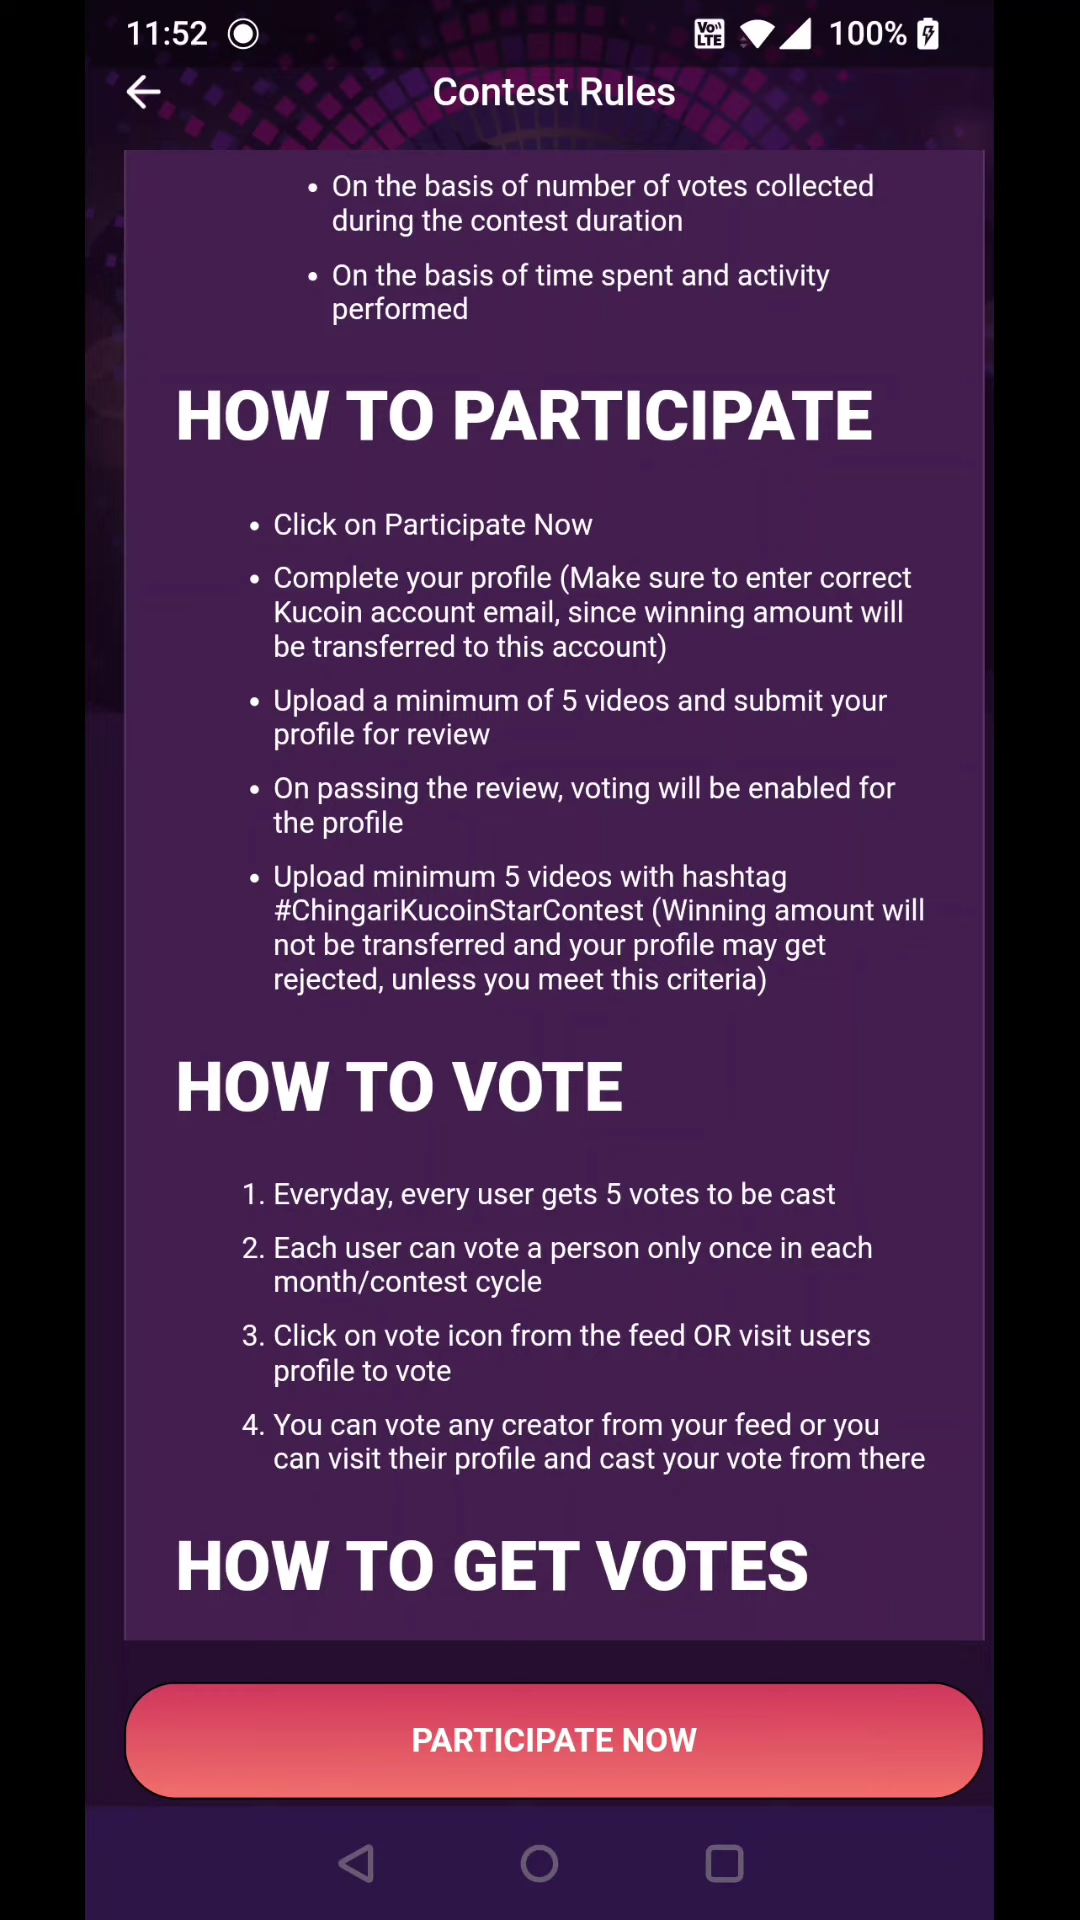 11:52
VoLTE
100%
Contest Rules
• On the basis of number of votes collected
during the contest duration
• On the basis of time spent and activity
performed
HOW TO PARTICIPATE
• Click on Participate Now
• Complete your profile (Make sure to enter correct
Kucoin account email, since winning amount will
be transferred to this account)
• Upload a minimum of 5 videos and submit your
profile for review
• On passing the review, voting will be enabled for
the profile
• Upload minimum 5 videos with hashtag
#ChingariKucoinStarContest (Winning amount will
not be transferred and your profile may get
rejected, unless you meet this criteria)
HOW TO VOTE
1. Everyday, every user gets 5 votes to be cast
2. Each user can vote a person only once in each
month/contest cycle
3. Click on vote icon from the feed OR visit users
profile to vote
4. You can vote any creator from your feed or you
can visit their profile and cast your vote from there
HOW TO GET VOTES
PARTICIPATE NOW